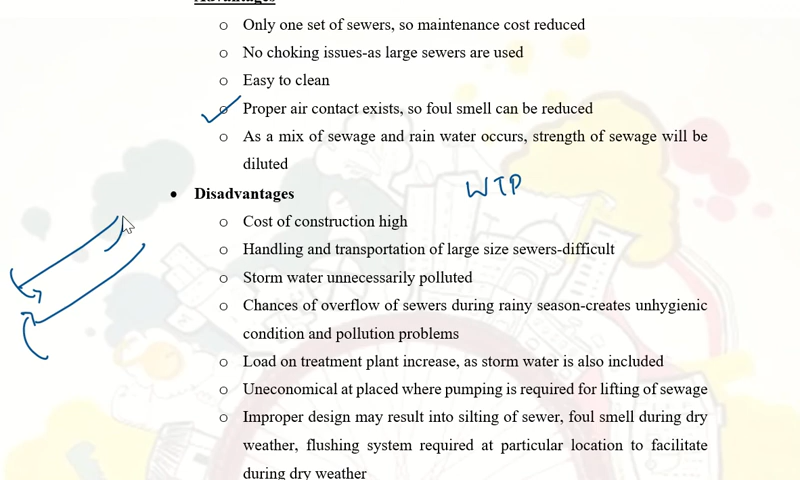 Advantages
o Only one set of sewers, so maintenance cost reduced
o No choking issues-as large sewers are used
o Easy to clean
o Proper air contact exists, so foul smell can be reduced
o As a mix of sewage and rain water occurs, strength of sewage will be
diluted
WTP
• Disadvantages
o Cost of construction high
o Handling and transportation of large size sewers-difficult
o Storm water unnecessarily polluted
o Chances of overflow of sewers during rainy season-creates unhygienic
condition and pollution problems
o Load on treatment plant increase, as storm water is also included
o Uneconomical at placed where pumping is required for lifting of sewage
o Improper design may result into silting of sewer, foul smell during dry
weather, flushing system required at particular location to facilitate
during dry weather